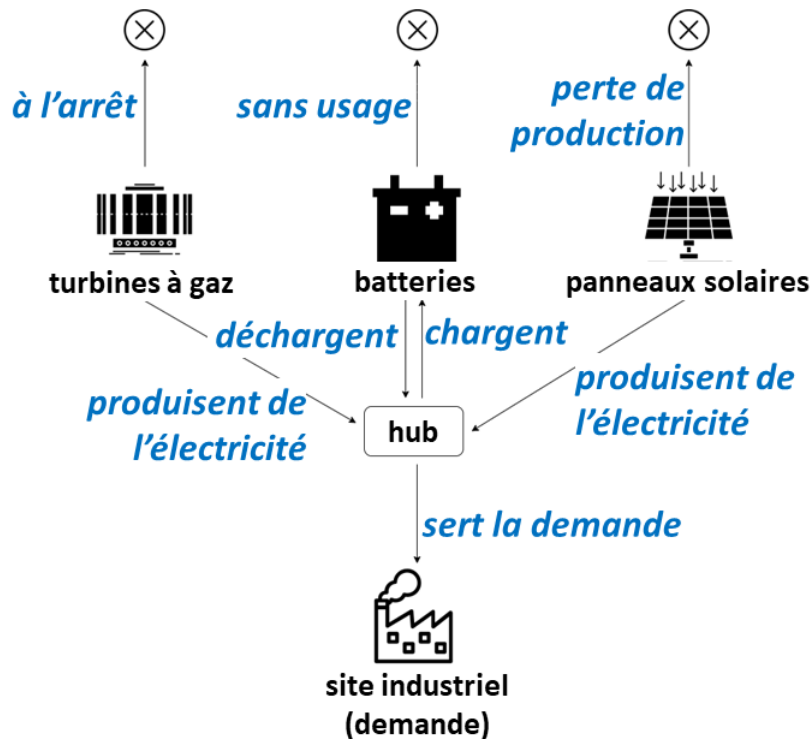 à l’arrêt
sans usage
perte de
production
turbines à gaz
batteries
panneaux solaires
déchargent
chargent
produisent de
l’électricité
hub
produisent de
l’électricité
sert la demande
site industriel
(demande)